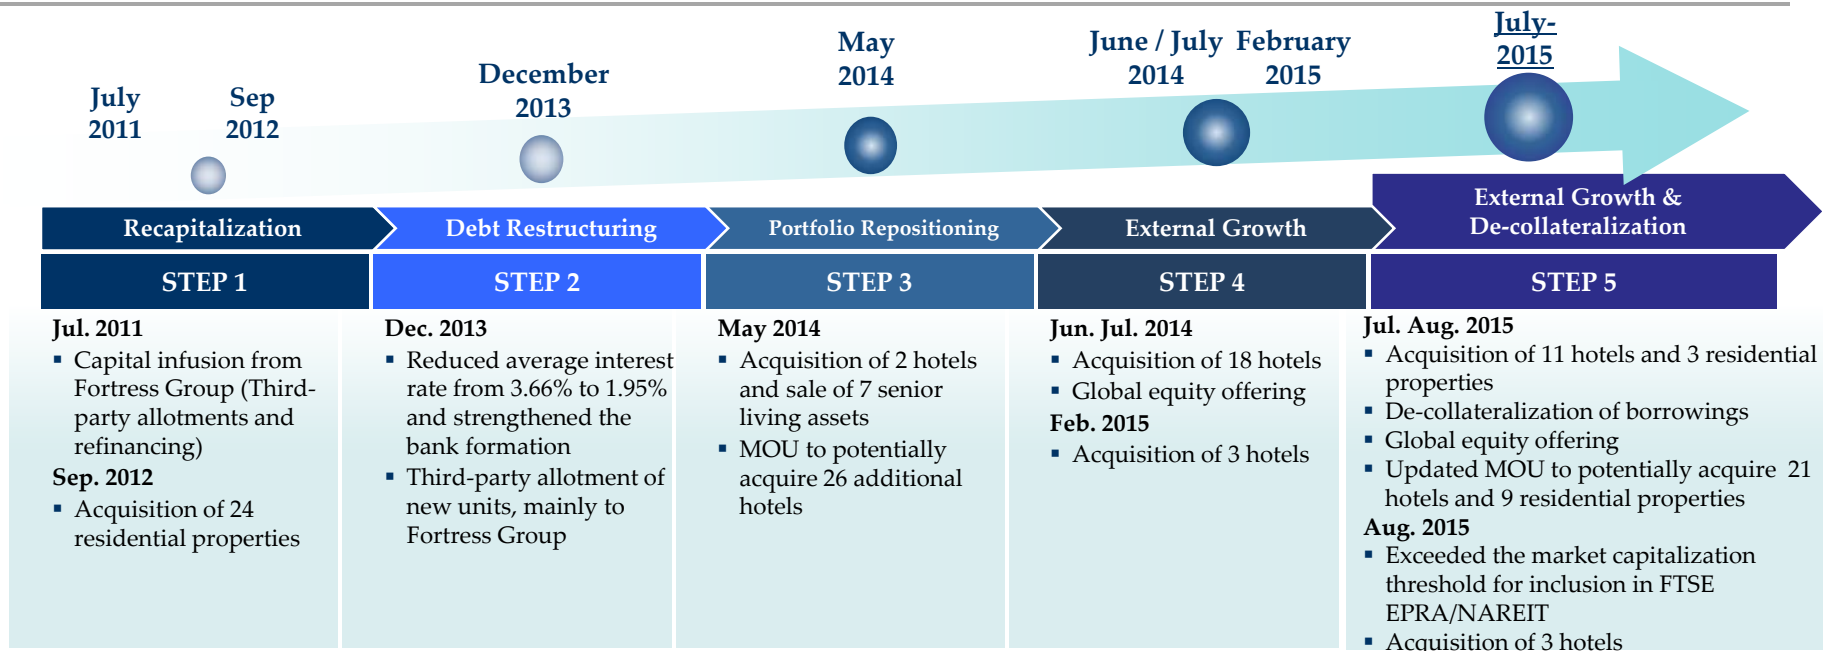 July
2011
Sep
2012
December
2013
May
2014
June / July
2014
February
2015
July-
2015
Recapitalization
Debt Restructuring
Portfolio Repositioning
External Growth
External Growth &
De-collateralization
STEP 1
STEP 2
STEP 3
STEP 4
STEP 5
Jul. 2011
▪ Capital infusion from
Fortress Group (Third-
party allotments and
refinancing)
Sep. 2012
▪ Acquisition of 24
residential properties
Dec. 2013
▪ Reduced average interest
rate from 3.66% to 1.95%
and strengthened the
bank formation
▪ Third-party allotment of
new units, mainly to
Fortress Group
May 2014
▪ Acquisition of 2 hotels
and sale of 7 senior
living assets
▪ MOU to potentially
acquire 26 additional
hotels
Jun. Jul. 2014
▪ Acquisition of 18 hotels
▪ Global equity offering
Feb. 2015
▪ Acquisition of 3 hotels
Jul. Aug. 2015
▪ Acquisition of 11 hotels and 3 residential
properties
▪ De-collateralization of borrowings
▪ Global equity offering
▪ Updated MOU to potentially acquire 21
hotels and 9 residential properties
Aug. 2015
▪ Exceeded the market capitalization
threshold for inclusion in FTSE
EPRA/NAREIT
▪ Acquisition of 3 hotels